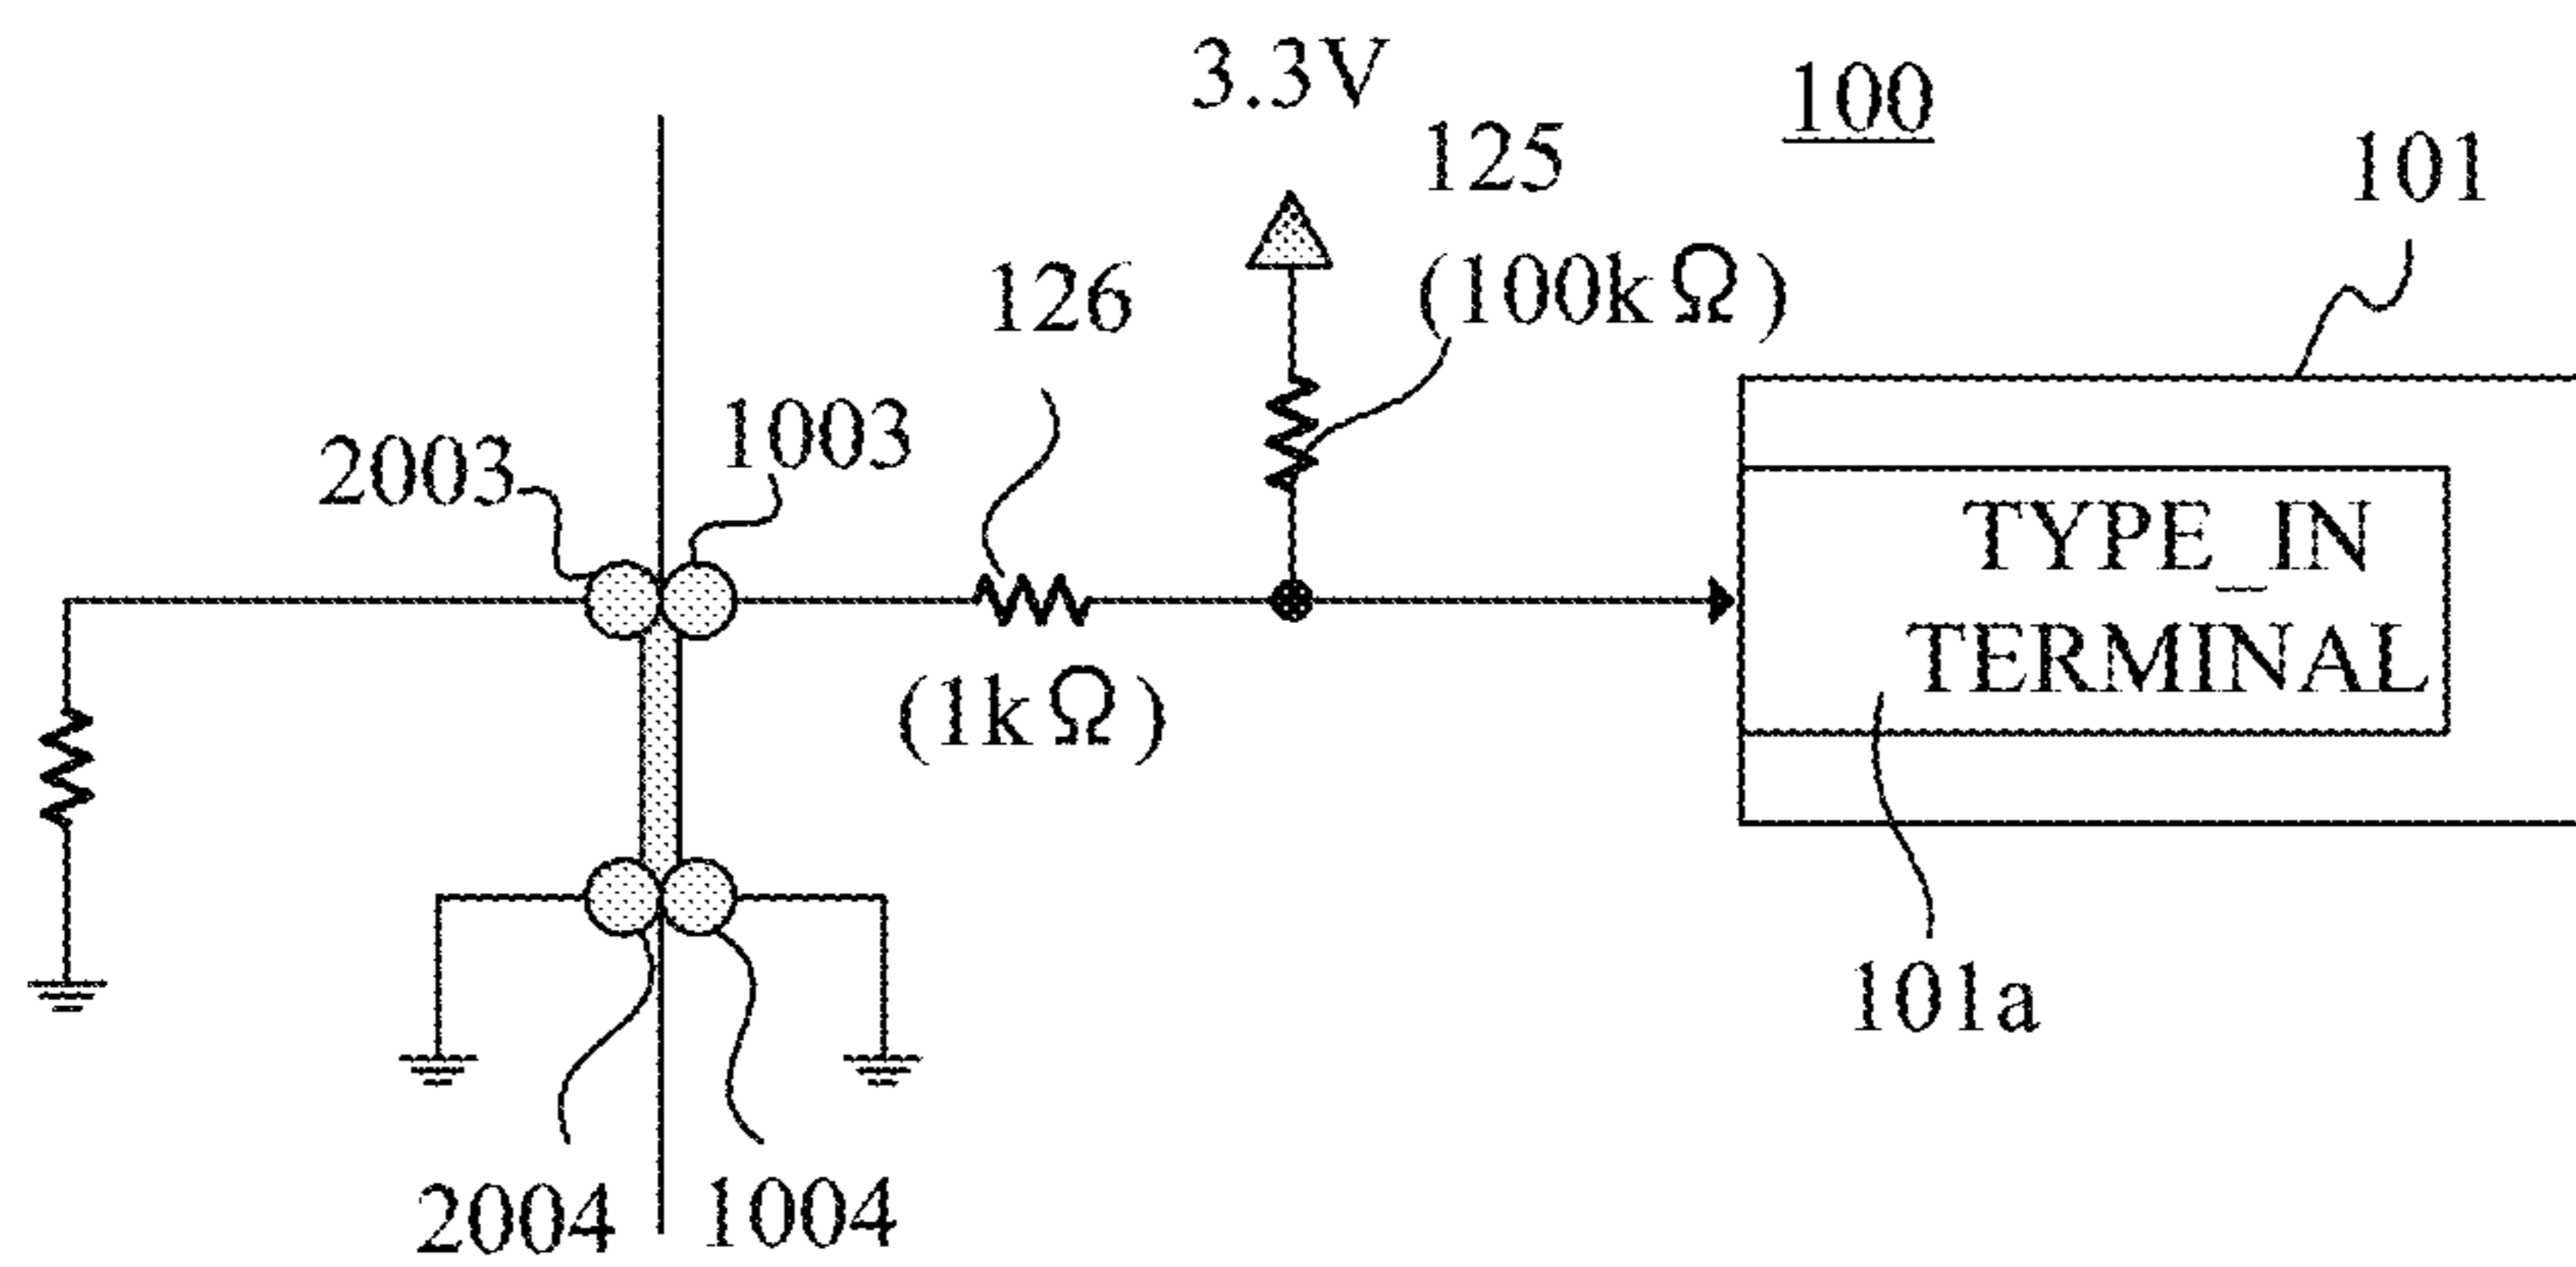 3.3V
100
125
101
(100kΩ)
126
1003
2003
TYPE_IN
TERMINAL
(1kΩ)
101a
2004
1004